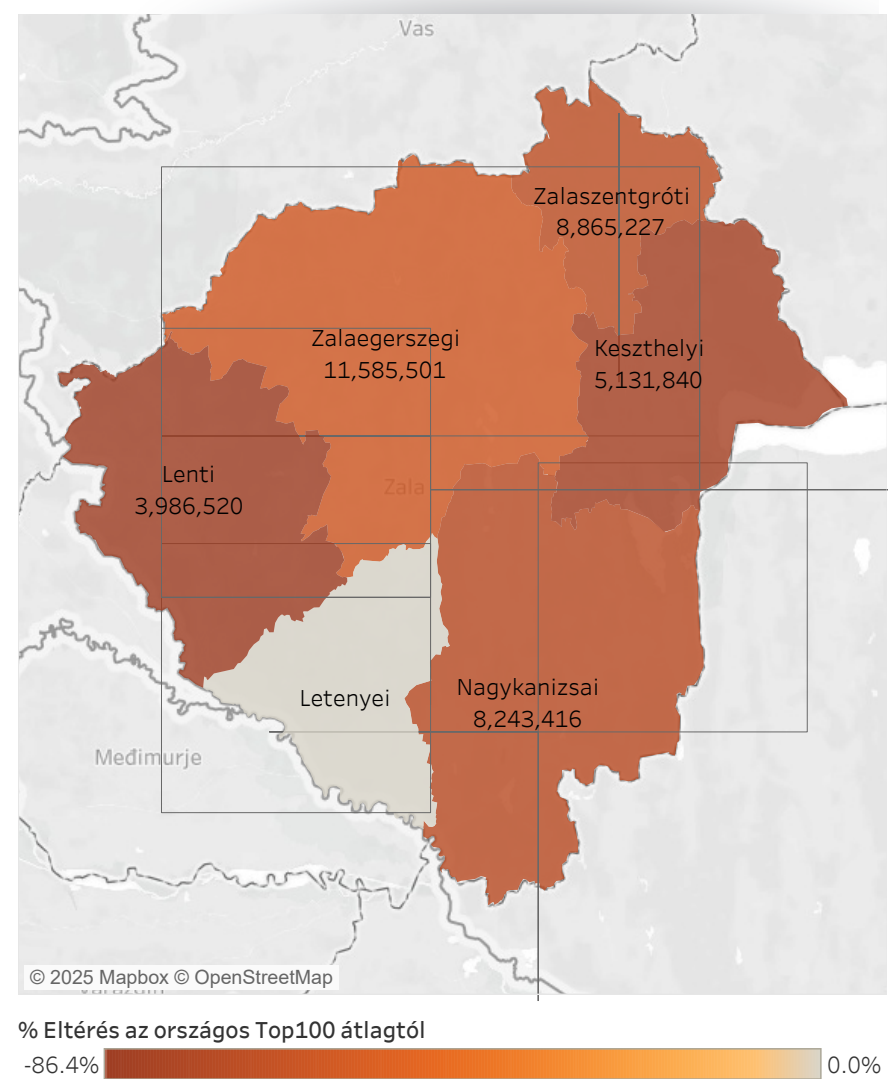 Vas
Zalaszentgróti
8,865,227
Zalaegerszegi
11,585,501
Keszthelyi
5,131,840
Lenti
3,986,520
Zala
Letenyei
Nagykanizsai
8,243,416
Međimurje
© 2025 Mapbox © OpenStreetMap
% Eltérés az országos Top100 átlagtól
-86.4%
0.0%